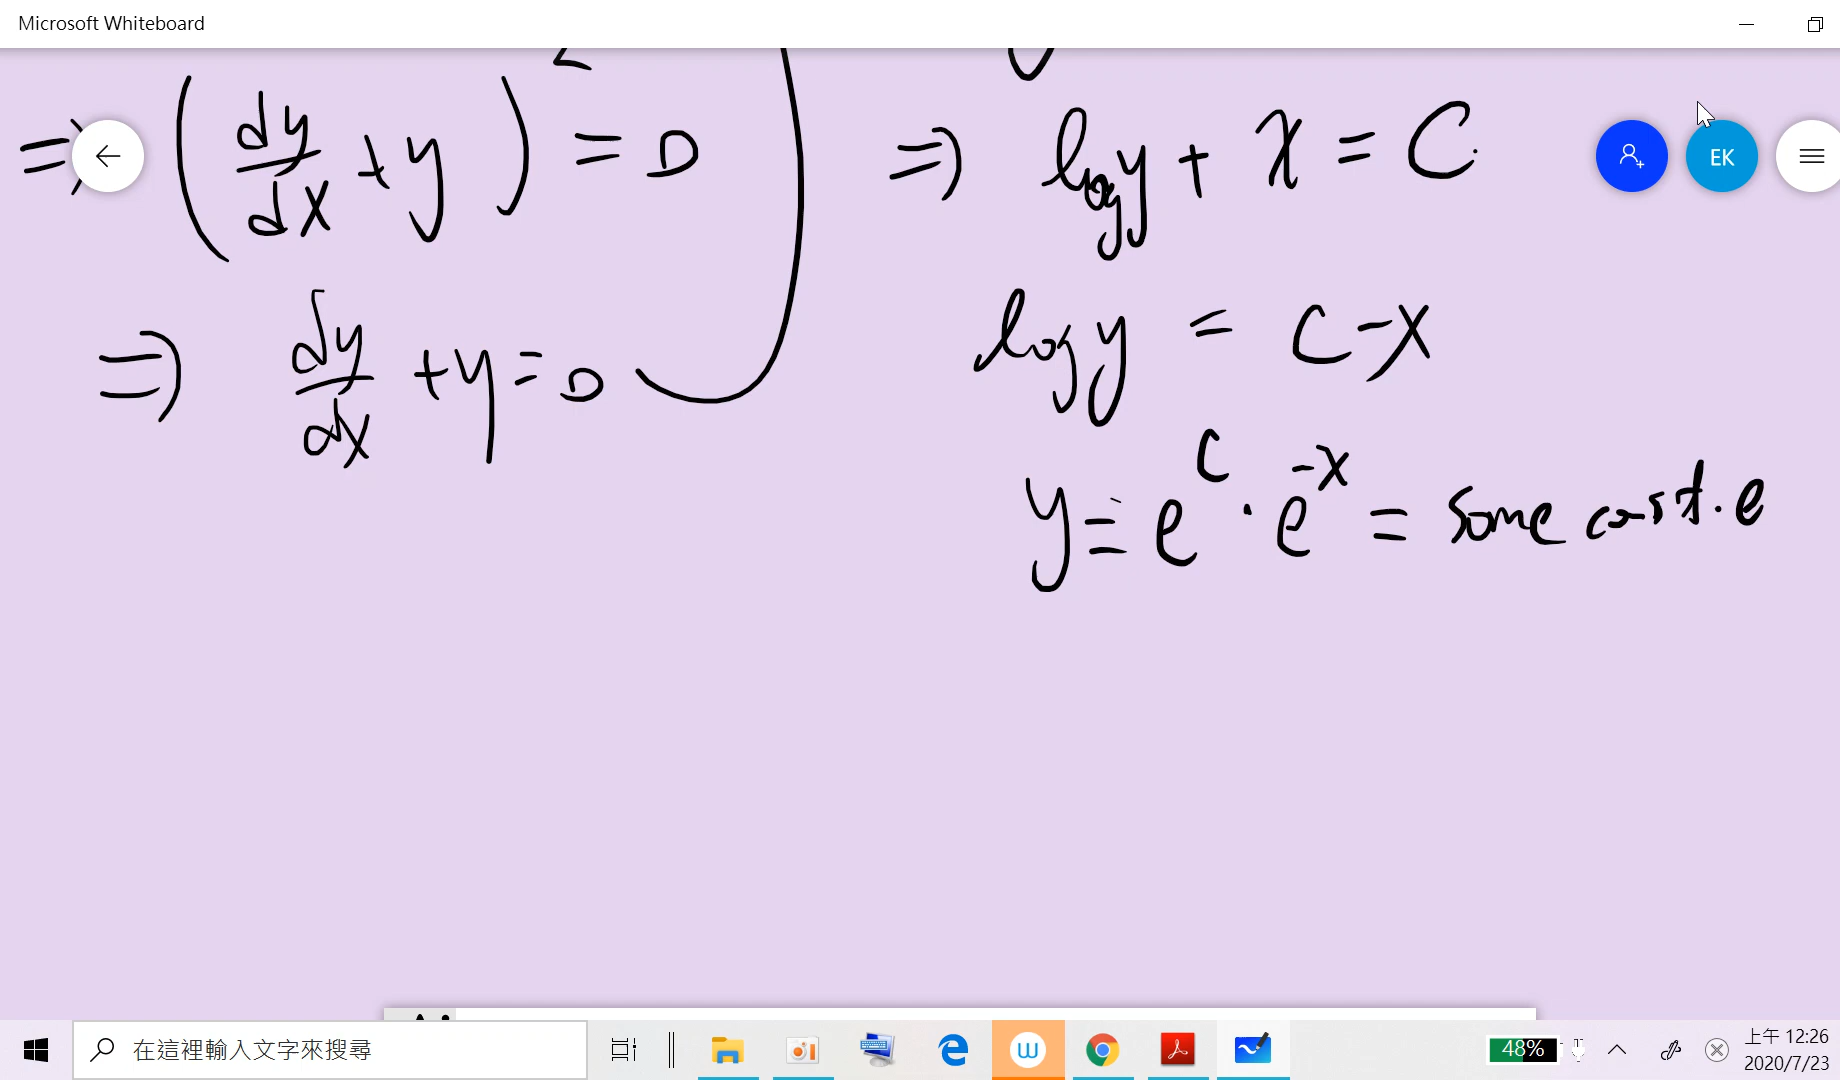 Microsoft Whiteboard
2
⇒ (dy/dx + y) = 0
⇒ dy/dx + y = 0
⇒ log y + x = C.
log y = C - x
y = e^C · e^-x = some const. e
EK
在這裡輸入文字來搜尋
48%
上午 12:26
2020/7/23